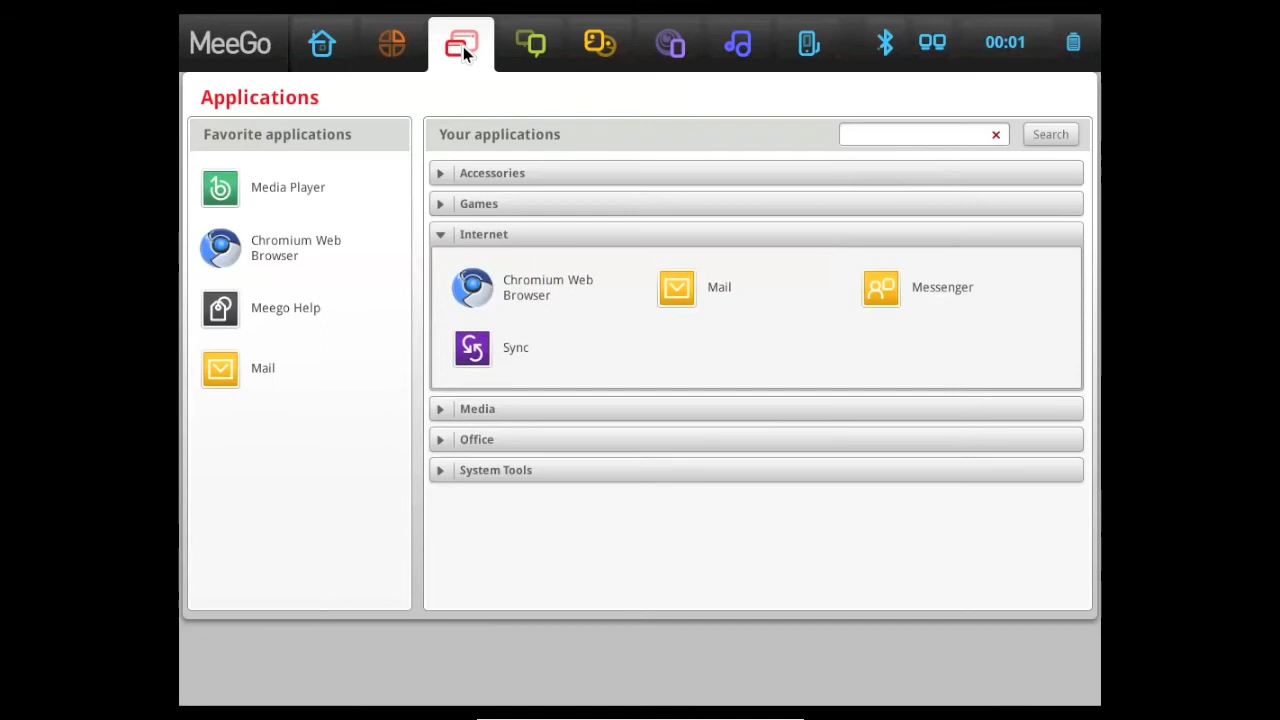 MeeGo
00:01
Applications
Favorite applications
Media Player
Chromium Web
Browser
Meego Help
Mail
Your applications
Search
Accessories
Games
Internet
Chromium Web
Browser
Mail
Messenger
Sync
Media
Office
System Tools